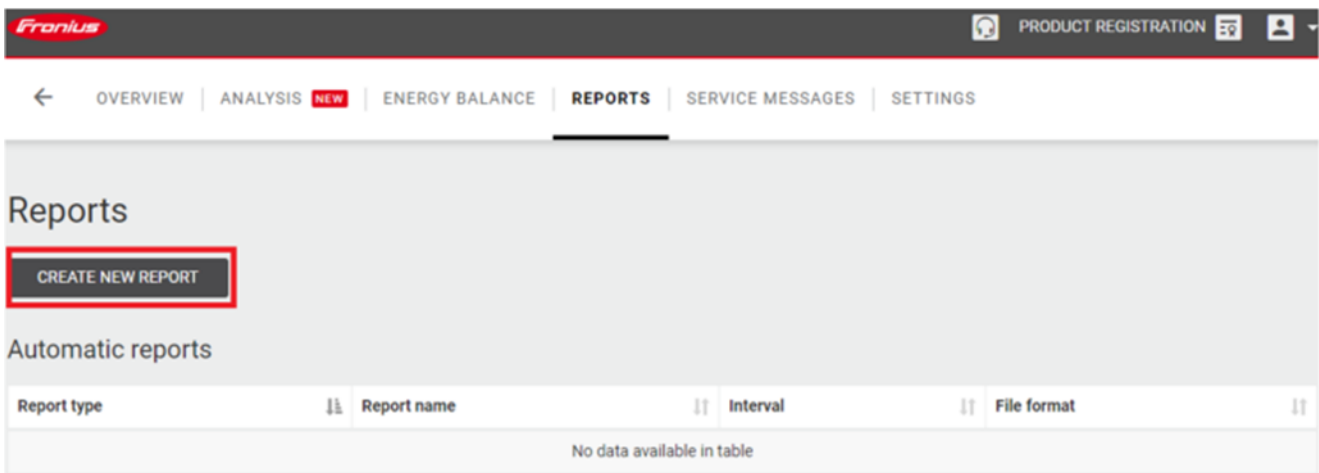 Fronius
PRODUCT REGISTRATION
OVERVIEW ANALYSIS NEW ENERGY BALANCE REPORTS SERVICE MESSAGES SETTINGS
Reports
CREATE NEW REPORT
Automatic reports
Report type Report name Interval File format
No data available in table